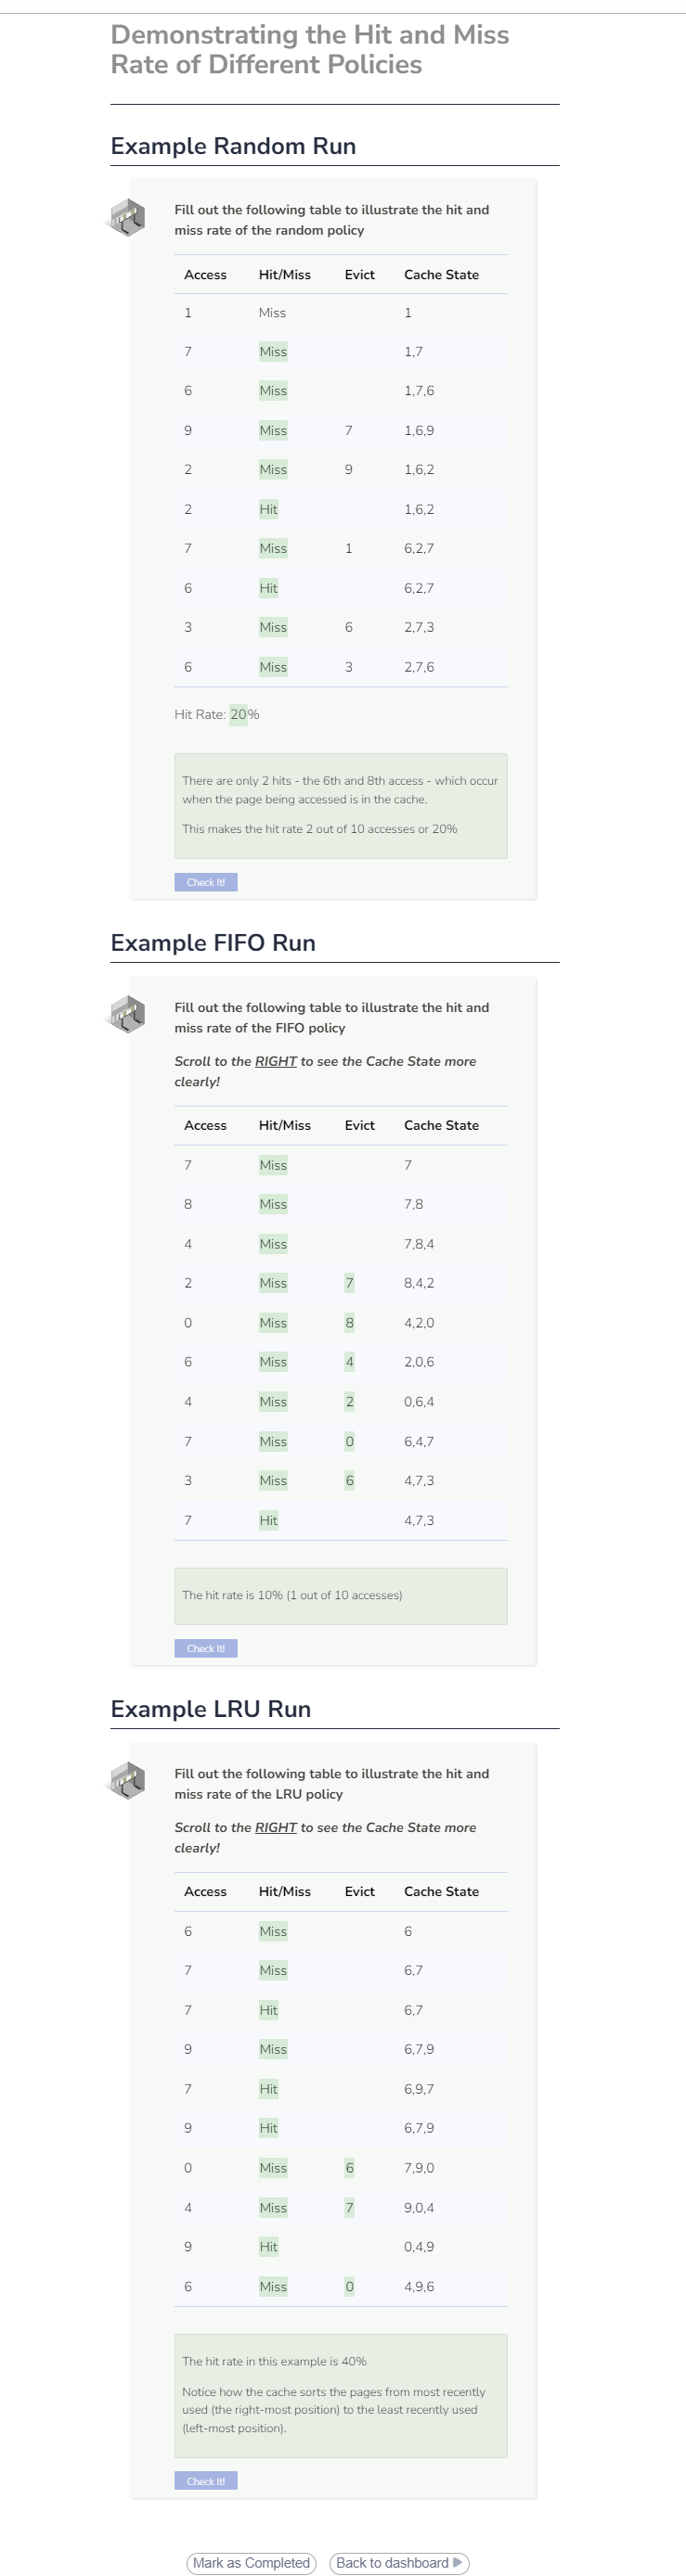 Demonstrating the Hit and Miss
Rate of Different Policies
Example Random Run
Fill out the following table to illustrate the hit and
miss rate of the random policy
Access Hit/Miss Evict Cache State
1 Miss 1
7 Miss 1,7
6 Miss 1,7,6
9 Miss 7 1,6,9
2 Miss 9 1,6,2
2 Hit 1,6,2
7 Miss 1 6,2,7
6 Hit 6,2,7
3 Miss 6 2,7,3
6 Miss 3 2,7,6
Hit Rate: 20%
There are only 2 hits - the 6th and 8th access - which occur
when the page being accessed is in the cache.
This makes the hit rate 2 out of 10 accesses or 20%
Check It!
Example FIFO Run
Fill out the following table to illustrate the hit and
miss rate of the FIFO policy
Scroll to the RIGHT to see the Cache State more
clearly!
Access Hit/Miss Evict Cache State
7 Miss 7
8 Miss 7,8
4 Miss 7,8,4
2 Miss 7 8,4,2
0 Miss 8 4,2,0
6 Miss 4 2,0,6
4 Miss 2 0,6,4
7 Miss 0 6,4,7
3 Miss 6 4,7,3
7 Hit 4,7,3
The hit rate is 10% (1 out of 10 accesses)
Check It!
Example LRU Run
Fill out the following table to illustrate the hit and
miss rate of the LRU policy
Scroll to the RIGHT to see the Cache State more
clearly!
Access Hit/Miss Evict Cache State
6 Miss 6
7 Miss 6,7
7 Hit 6,7
9 Miss 6,7,9
7 Hit 6,9,7
9 Hit 6,7,9
0 Miss 6 7,9,0
4 Miss 7 9,0,4
9 Hit 0,4,9
6 Miss 0 4,9,6
The hit rate in this example is 40%
Notice how the cache sorts the pages from most recently
used (the right-most position) to the least recently used
(left-most position).
Check It!
Mark as Completed Back to dashboard